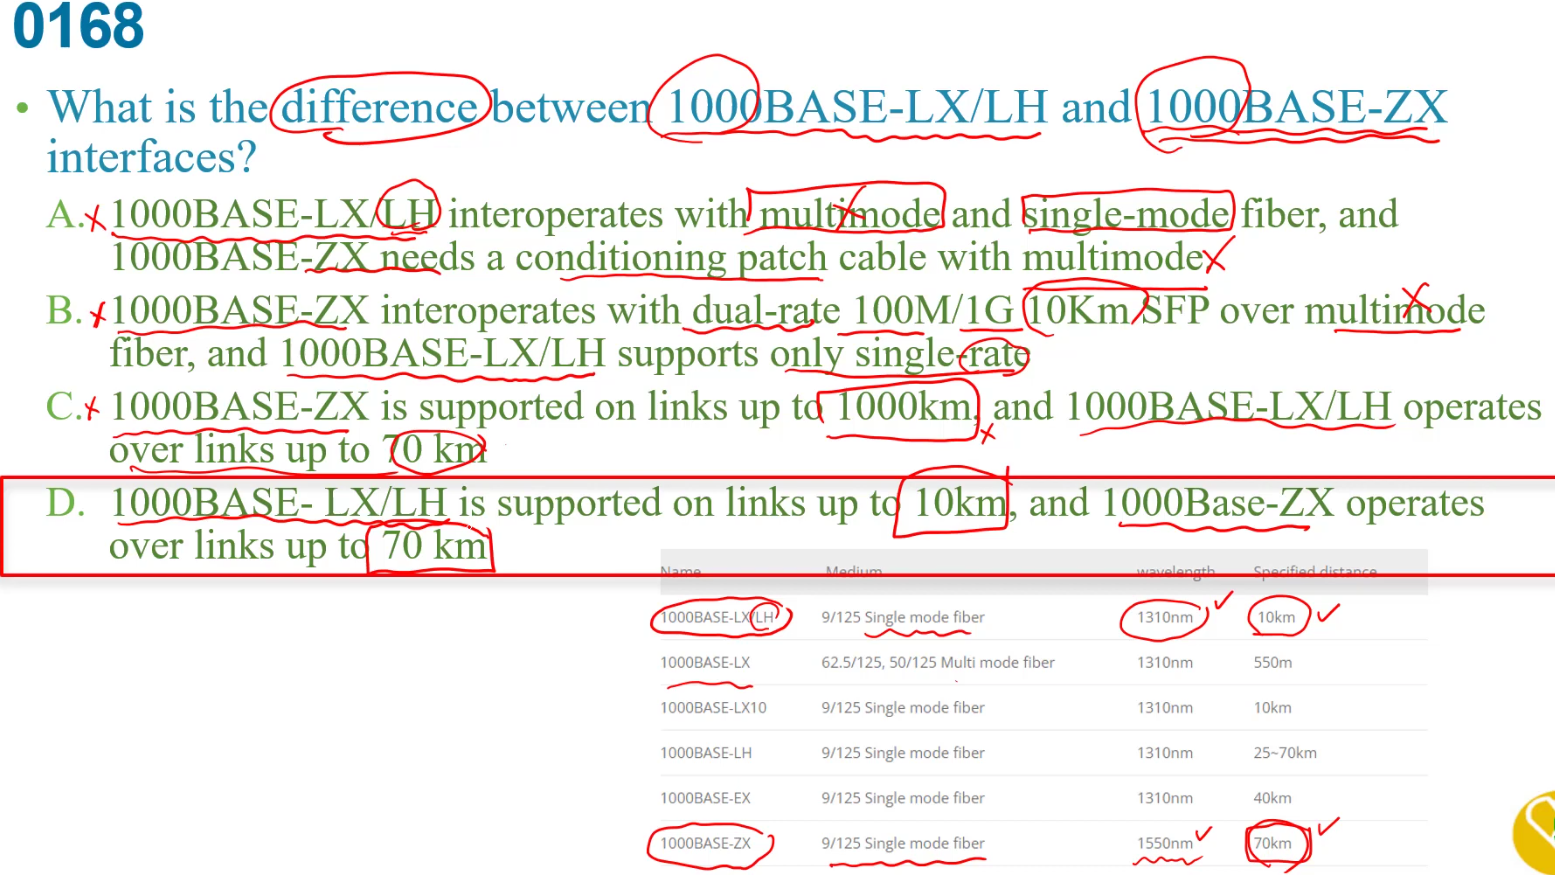 0168
• What is the difference between 1000BASE-LX/LH and 1000BASE-ZX
interfaces?
A. 1000BASE-LX/LH interoperates with multimode and single-mode fiber, and
1000BASE-ZX needs a conditioning patch cable with multimode
B. 1000BASE-ZX interoperates with dual-rate 100M/1G 10Km SFP over multimode
fiber, and 1000BASE-LX/LH supports only single-rate
C. 1000BASE-ZX is supported on links up to 1000km, and 1000BASE-LX/LH operates
over links up to 70 km
D. 1000BASE- LX/LH is supported on links up to 10km, and 1000Base-ZX operates
over links up to 70 km
Name Medium wavelength Specified distance
1000BASE-LX/LH 9/125 Single mode fiber 1310nm 10km
1000BASE-LX 62.5/125, 50/125 Multi mode fiber 1310nm 550m
1000BASE-LX10 9/125 Single mode fiber 1310nm 10km
1000BASE-LH 9/125 Single mode fiber 1310nm 25~70km
1000BASE-EX 9/125 Single mode fiber 1310nm 40km
1000BASE-ZX 9/125 Single mode fiber 1550nm 70km